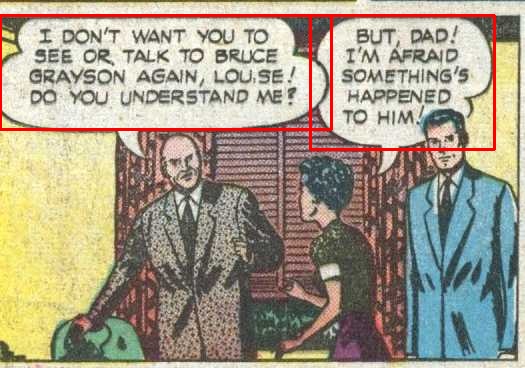 I DON'T WANT YOU TO
SEE OR TALK TO BRUCE
GRAYSON AGAIN, LOUISE!
DO YOU UNDERSTAND ME?
BUT, DAD!
I'M AFRAID
SOMETHING'S
HAPPENED
TO HIM!